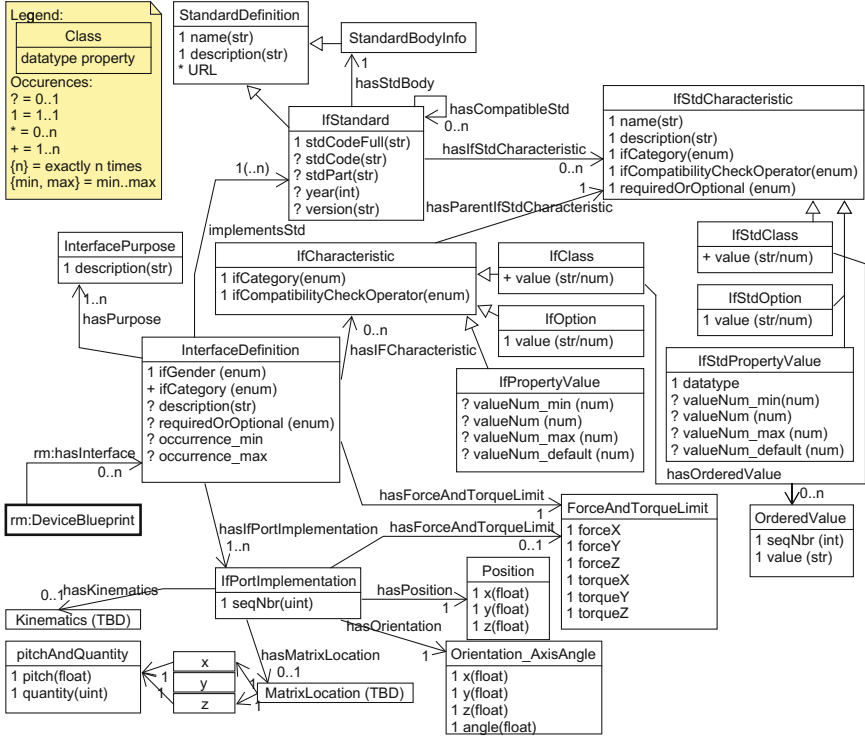 Legend:
Class
datatype property
Occurences:
? = 0..1
1 = 1..1
* = 0..n
+ = 1..n
{n} = exactly n times
{min, max} = min..max
StandardDefinition
1 name(str)
1 description(str)
* URL
StandardBodyInfo
1
hasStdBody
IfStandard
1 stdCodeFull(str)
? stdCode(str)
? stdPart(str)
? year(int)
? version(str)
hasCompatibleStd
0..n
hasIfStdCharacteristic
0..n
IfStdCharacteristic
1 name(str)
1 description(str)
1 ifCategory(enum)
1 ifCompatibilityCheckOperator(enum)
1 requiredOrOptional (enum)
1(..n)
implementsStd
hasParentIfStdCharacteristic
1
InterfacePurpose
1 description(str)
1..n
hasPurpose
IfCharacteristic
1 ifCategory(enum)
1 ifCompatibilityCheckOperator(enum)
0..n
hasIFCharacteristic
IfClass
+ value (str/num)
IfOption
1 value (str/num)
IfPropertyValue
? valueNum_min (num)
? valueNum (num)
? valueNum_max (num)
? valueNum_default (num)
IfStdClass
+ value (str/num)
IfStdOption
1 value (str/num)
IfStdPropertyValue
1 datatype
? valueNum_min(num)
? valueNum (num)
? valueNum_max (num)
? valueNum_default (num)
hasOrderedValue
0..n
OrderedValue
1 seqNbr (int)
1 value (str)
InterfaceDefinition
1 ifGender (enum)
+ ifCategory (enum)
? description(str)
? requiredOrOptional (enum)
? occurrence_min
? occurrence_max
rm:hasInterface
0..n
rm:DeviceBlueprint
hasForceAndTorqueLimit
1
hasIfPortImplementation
1..n
hasForceAndTorqueLimit
0..1
ForceAndTorqueLimit
1 forceX
1 forceY
1 forceZ
1 torqueX
1 torqueY
1 torqueZ
IfPortImplementation
1 seqNbr(uint)
hasKinematics
0..1
Kinematics (TBD)
hasPosition
1
Position
1 x(float)
1 y(float)
1 z(float)
hasOrientation
1
Orientation_AxisAngle
1 x(float)
1 y(float)
1 z(float)
1 angle(float)
hasMatrixLocation
0..1
MatrixLocation (TBD)
pitchAndQuantity
1 pitch(float)
1 quantity(uint)
x
y
z
1
1
1
1